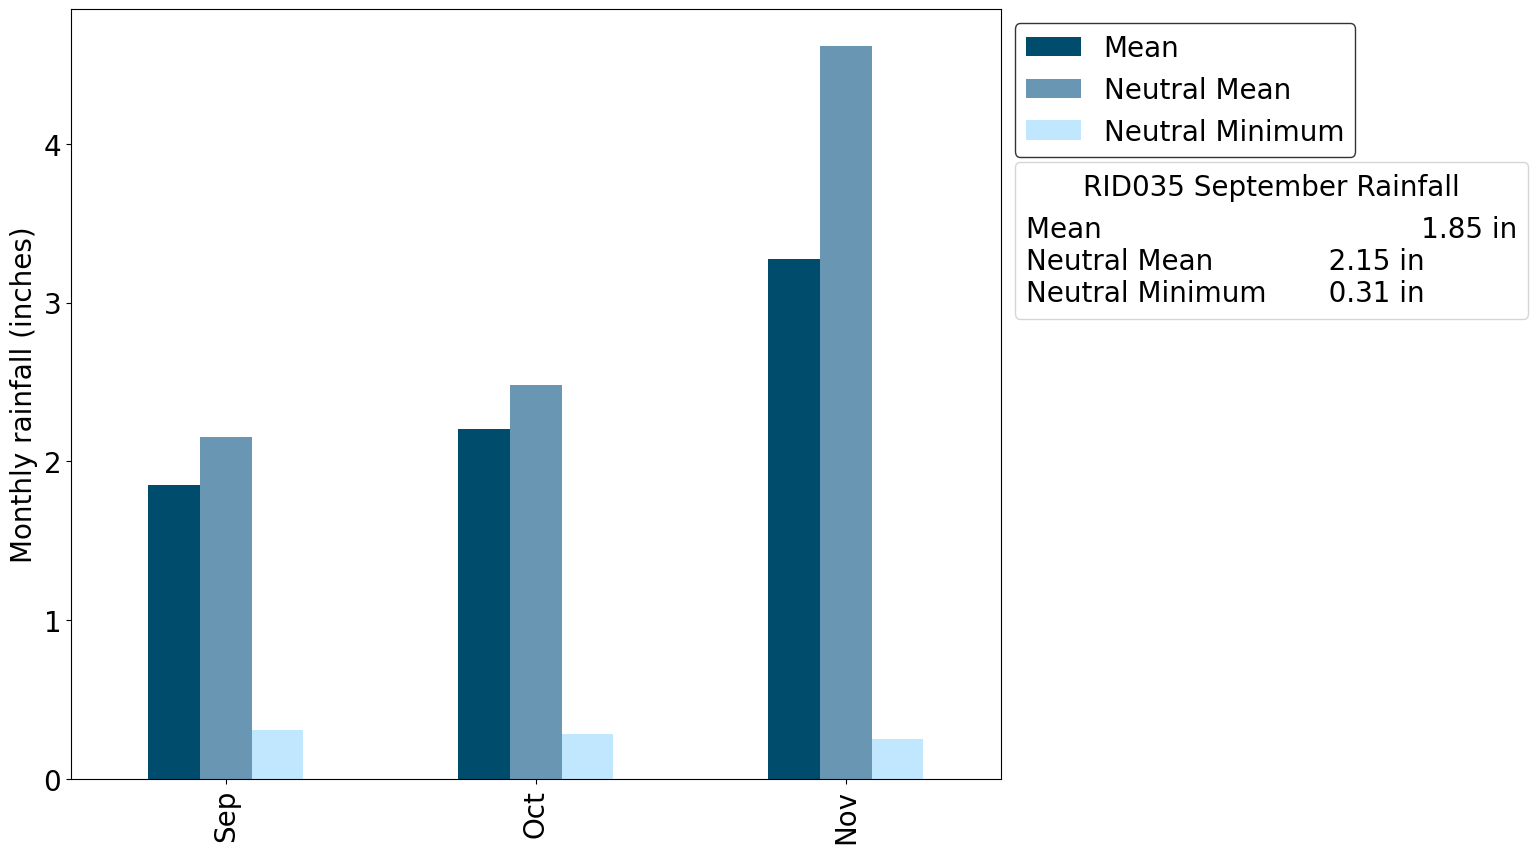 Mean
Neutral Mean
Neutral Minimum
RID035 September Rainfall
Mean 1.85 in
Neutral Mean 2.15 in
Neutral Minimum 0.31 in
Monthly rainfall (inches)
4
3
2
1
0
Sep
Oct
Nov